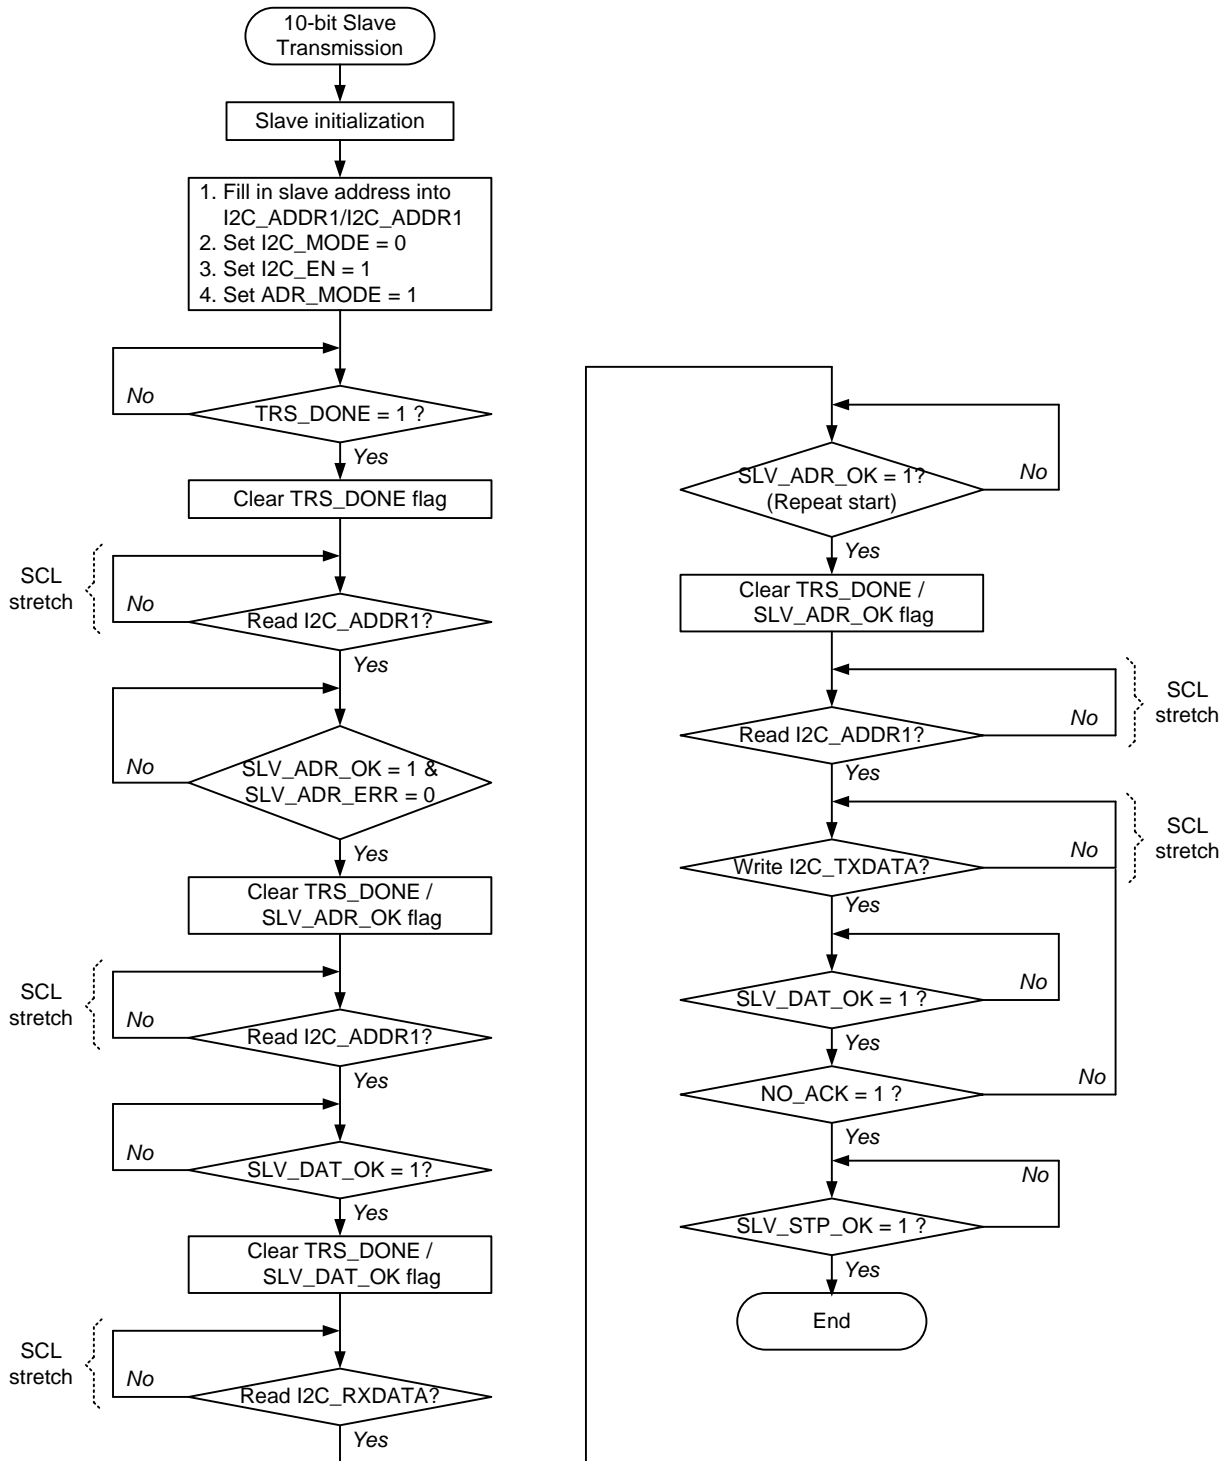 10-bit Slave
Transmission
Slave initialization
1. Fill in slave address into
I2C_ADDR1/I2C_ADDR1
2. Set I2C_MODE = 0
3. Set I2C_EN = 1
4. Set ADR_MODE = 1
No
TRS_DONE = 1 ?
Yes
Clear TRS_DONE flag
SCL
stretch
No
Read I2C_ADDR1?
Yes
No
SLV_ADR_OK = 1 &
SLV_ADR_ERR = 0
Yes
Clear TRS_DONE /
SLV_ADR_OK flag
SCL
stretch
No
Read I2C_ADDR1?
Yes
No
SLV_DAT_OK = 1?
Yes
Clear TRS_DONE /
SLV_DAT_OK flag
SCL
stretch
No
Read I2C_RXDATA?
Yes
SLV_ADR_OK = 1?
(Repeat start)
No
Yes
Clear TRS_DONE /
SLV_ADR_OK flag
Read I2C_ADDR1?
No
SCL
stretch
Yes
Write I2C_TXDATA?
No
SCL
stretch
Yes
SLV_DAT_OK = 1 ?
No
Yes
NO_ACK = 1 ?
No
Yes
No
SLV_STP_OK = 1 ?
Yes
End